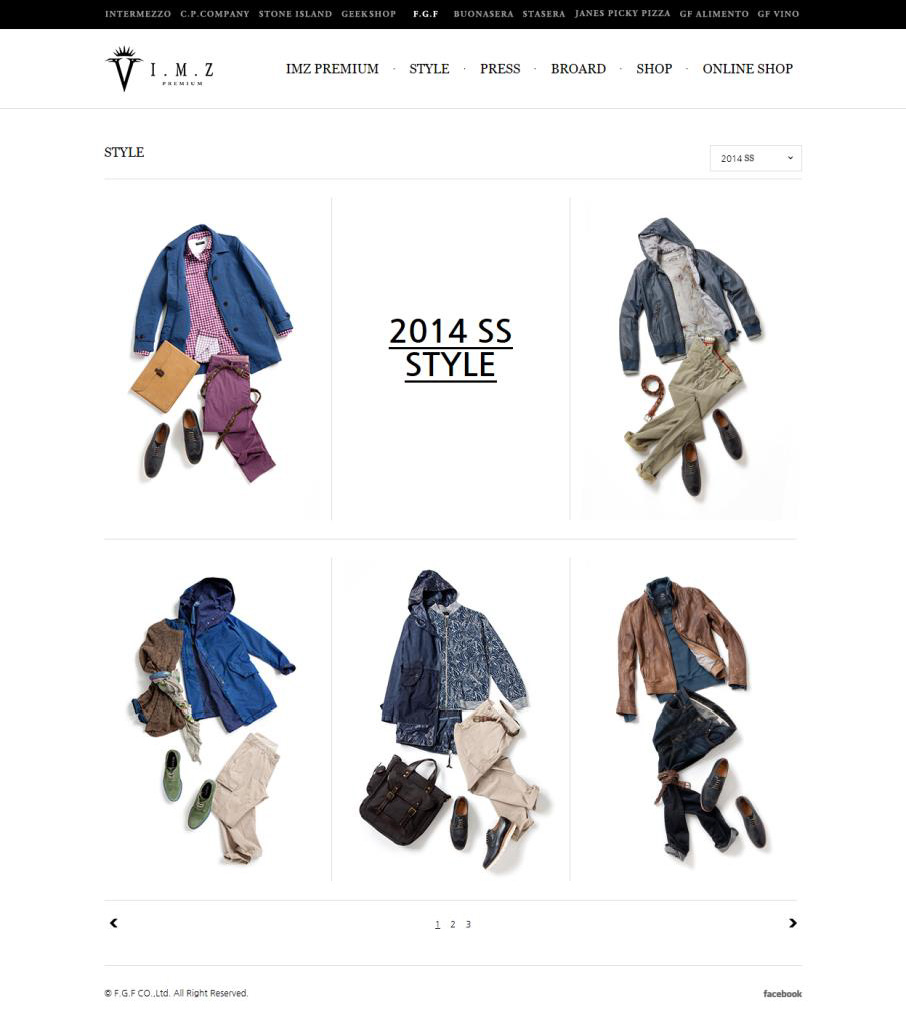 INTERMEZZO C.P.COMPANY STONE ISLAND GEEKSHOP F.G.F BUONASERA STASERA JANES PICKY PIZZA GF ALIMENTO GF VINO
I.M.Z
PREMIUM
IMZ PREMIUM · STYLE · PRESS · BROARD · SHOP · ONLINE SHOP
STYLE
2014 SS
2014 SS
STYLE
1 2 3
© F.G.F CO.,Ltd. All Right Reserved.
facebook